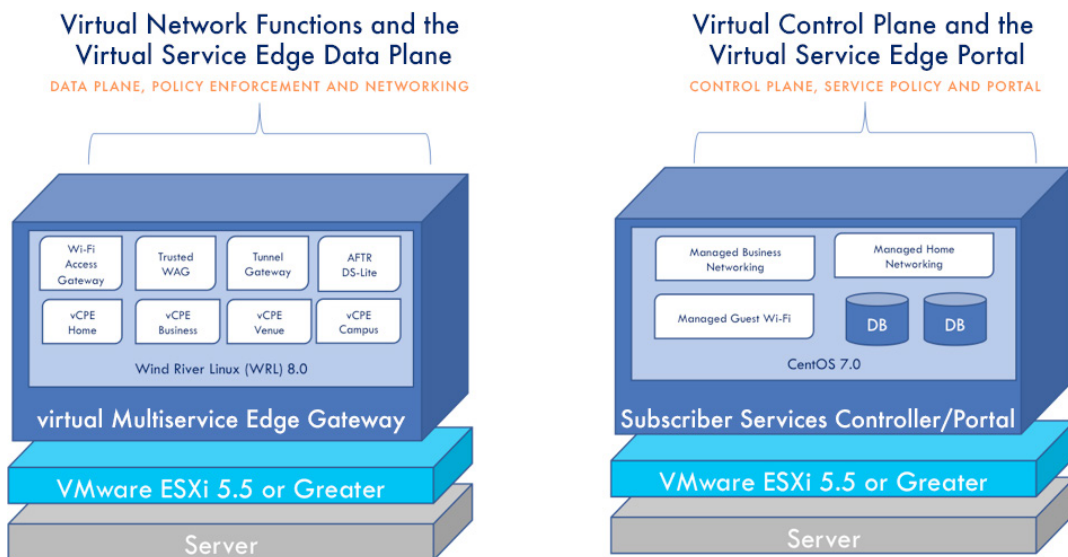 Virtual Network Functions and the
Virtual Service Edge Data Plane
DATA PLANE, POLICY ENFORCEMENT AND NETWORKING
Wi-Fi
Access
Gateway
Trusted
WAG
Tunnel
Gateway
AFTR
DS-Lite
vCPE
Home
vCPE
Business
vCPE
Venue
vCPE
Campus
Wind River Linux (WRL) 8.0
virtual Multiservice Edge Gateway
VMware ESXi 5.5 or Greater
Server
Virtual Control Plane and the
Virtual Service Edge Portal
CONTROL PLANE, SERVICE POLICY AND PORTAL
Managed Business
Networking
Managed Home
Networking
Managed Guest Wi-Fi
DB
DB
CentOS 7.0
Subscriber Services Controller/Portal
VMware ESXi 5.5 or Greater
Server